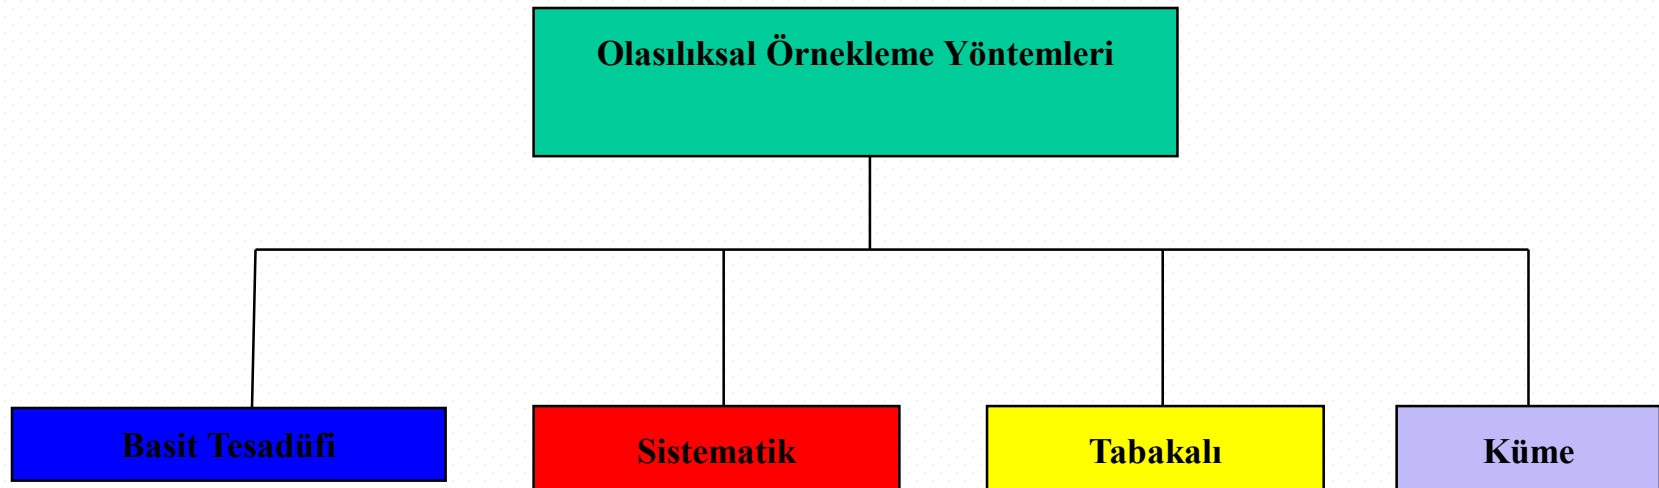 Olasılıksal Örnekleme Yöntemleri
Basit Tesadüfi
Sistematik
Tabakalı
Küme